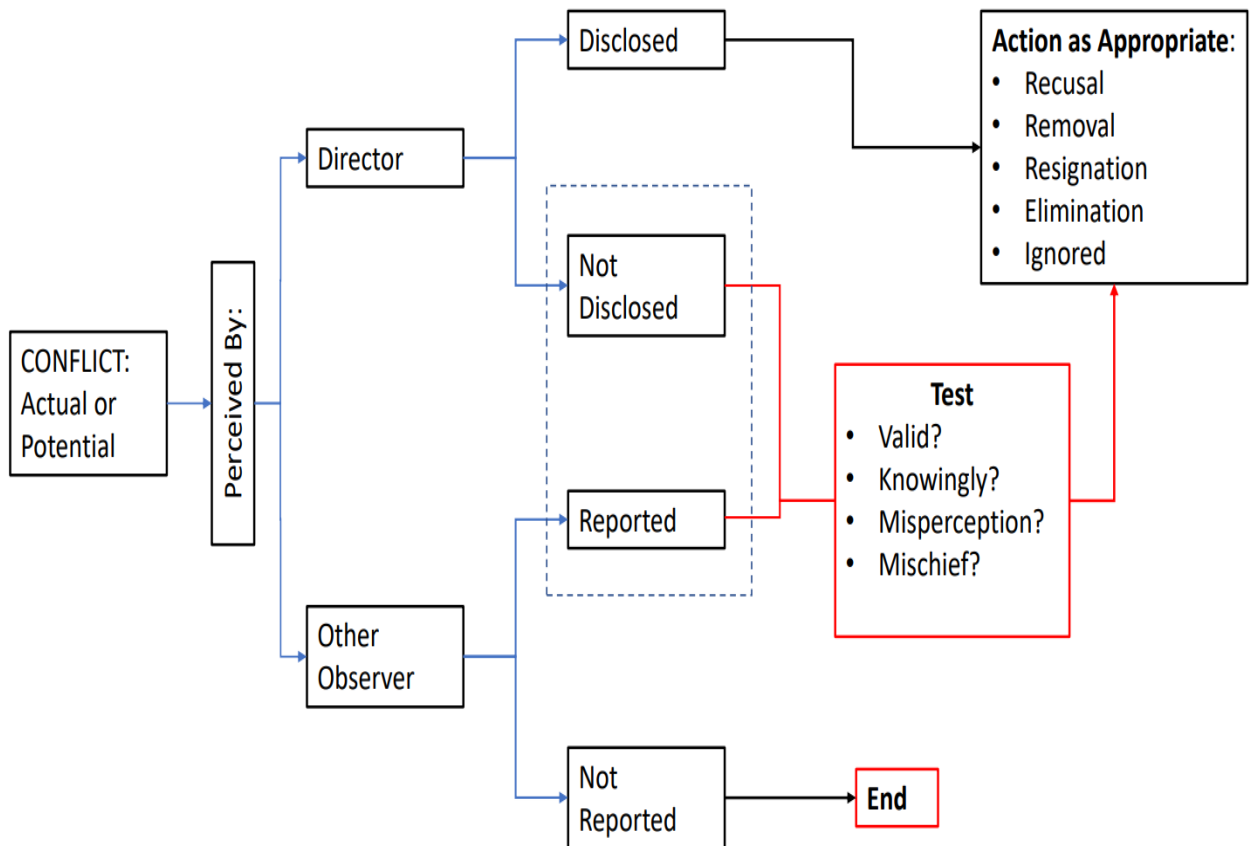 CONFLICT:
Actual or
Potential
Perceived By:
Director
Other
Observer
Disclosed
Not
Disclosed
Reported
Not
Reported
Test
• Valid?
• Knowingly?
• Misperception?
• Mischief?
Action as Appropriate:
• Recusal
• Removal
• Resignation
• Elimination
• Ignored
End